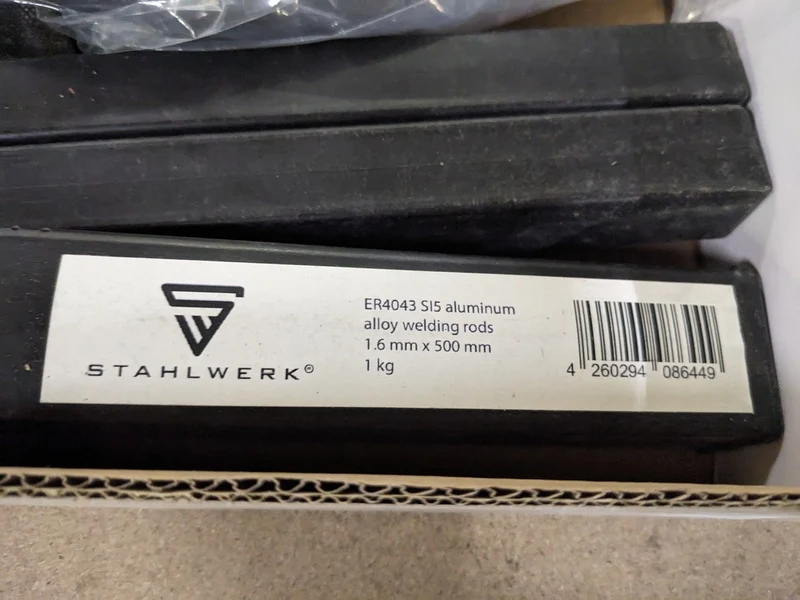 STAHLWERK®
ER4043 SI5 aluminum
alloy welding rods
1.6 mm x 500 mm
1 kg
4 260294 086449